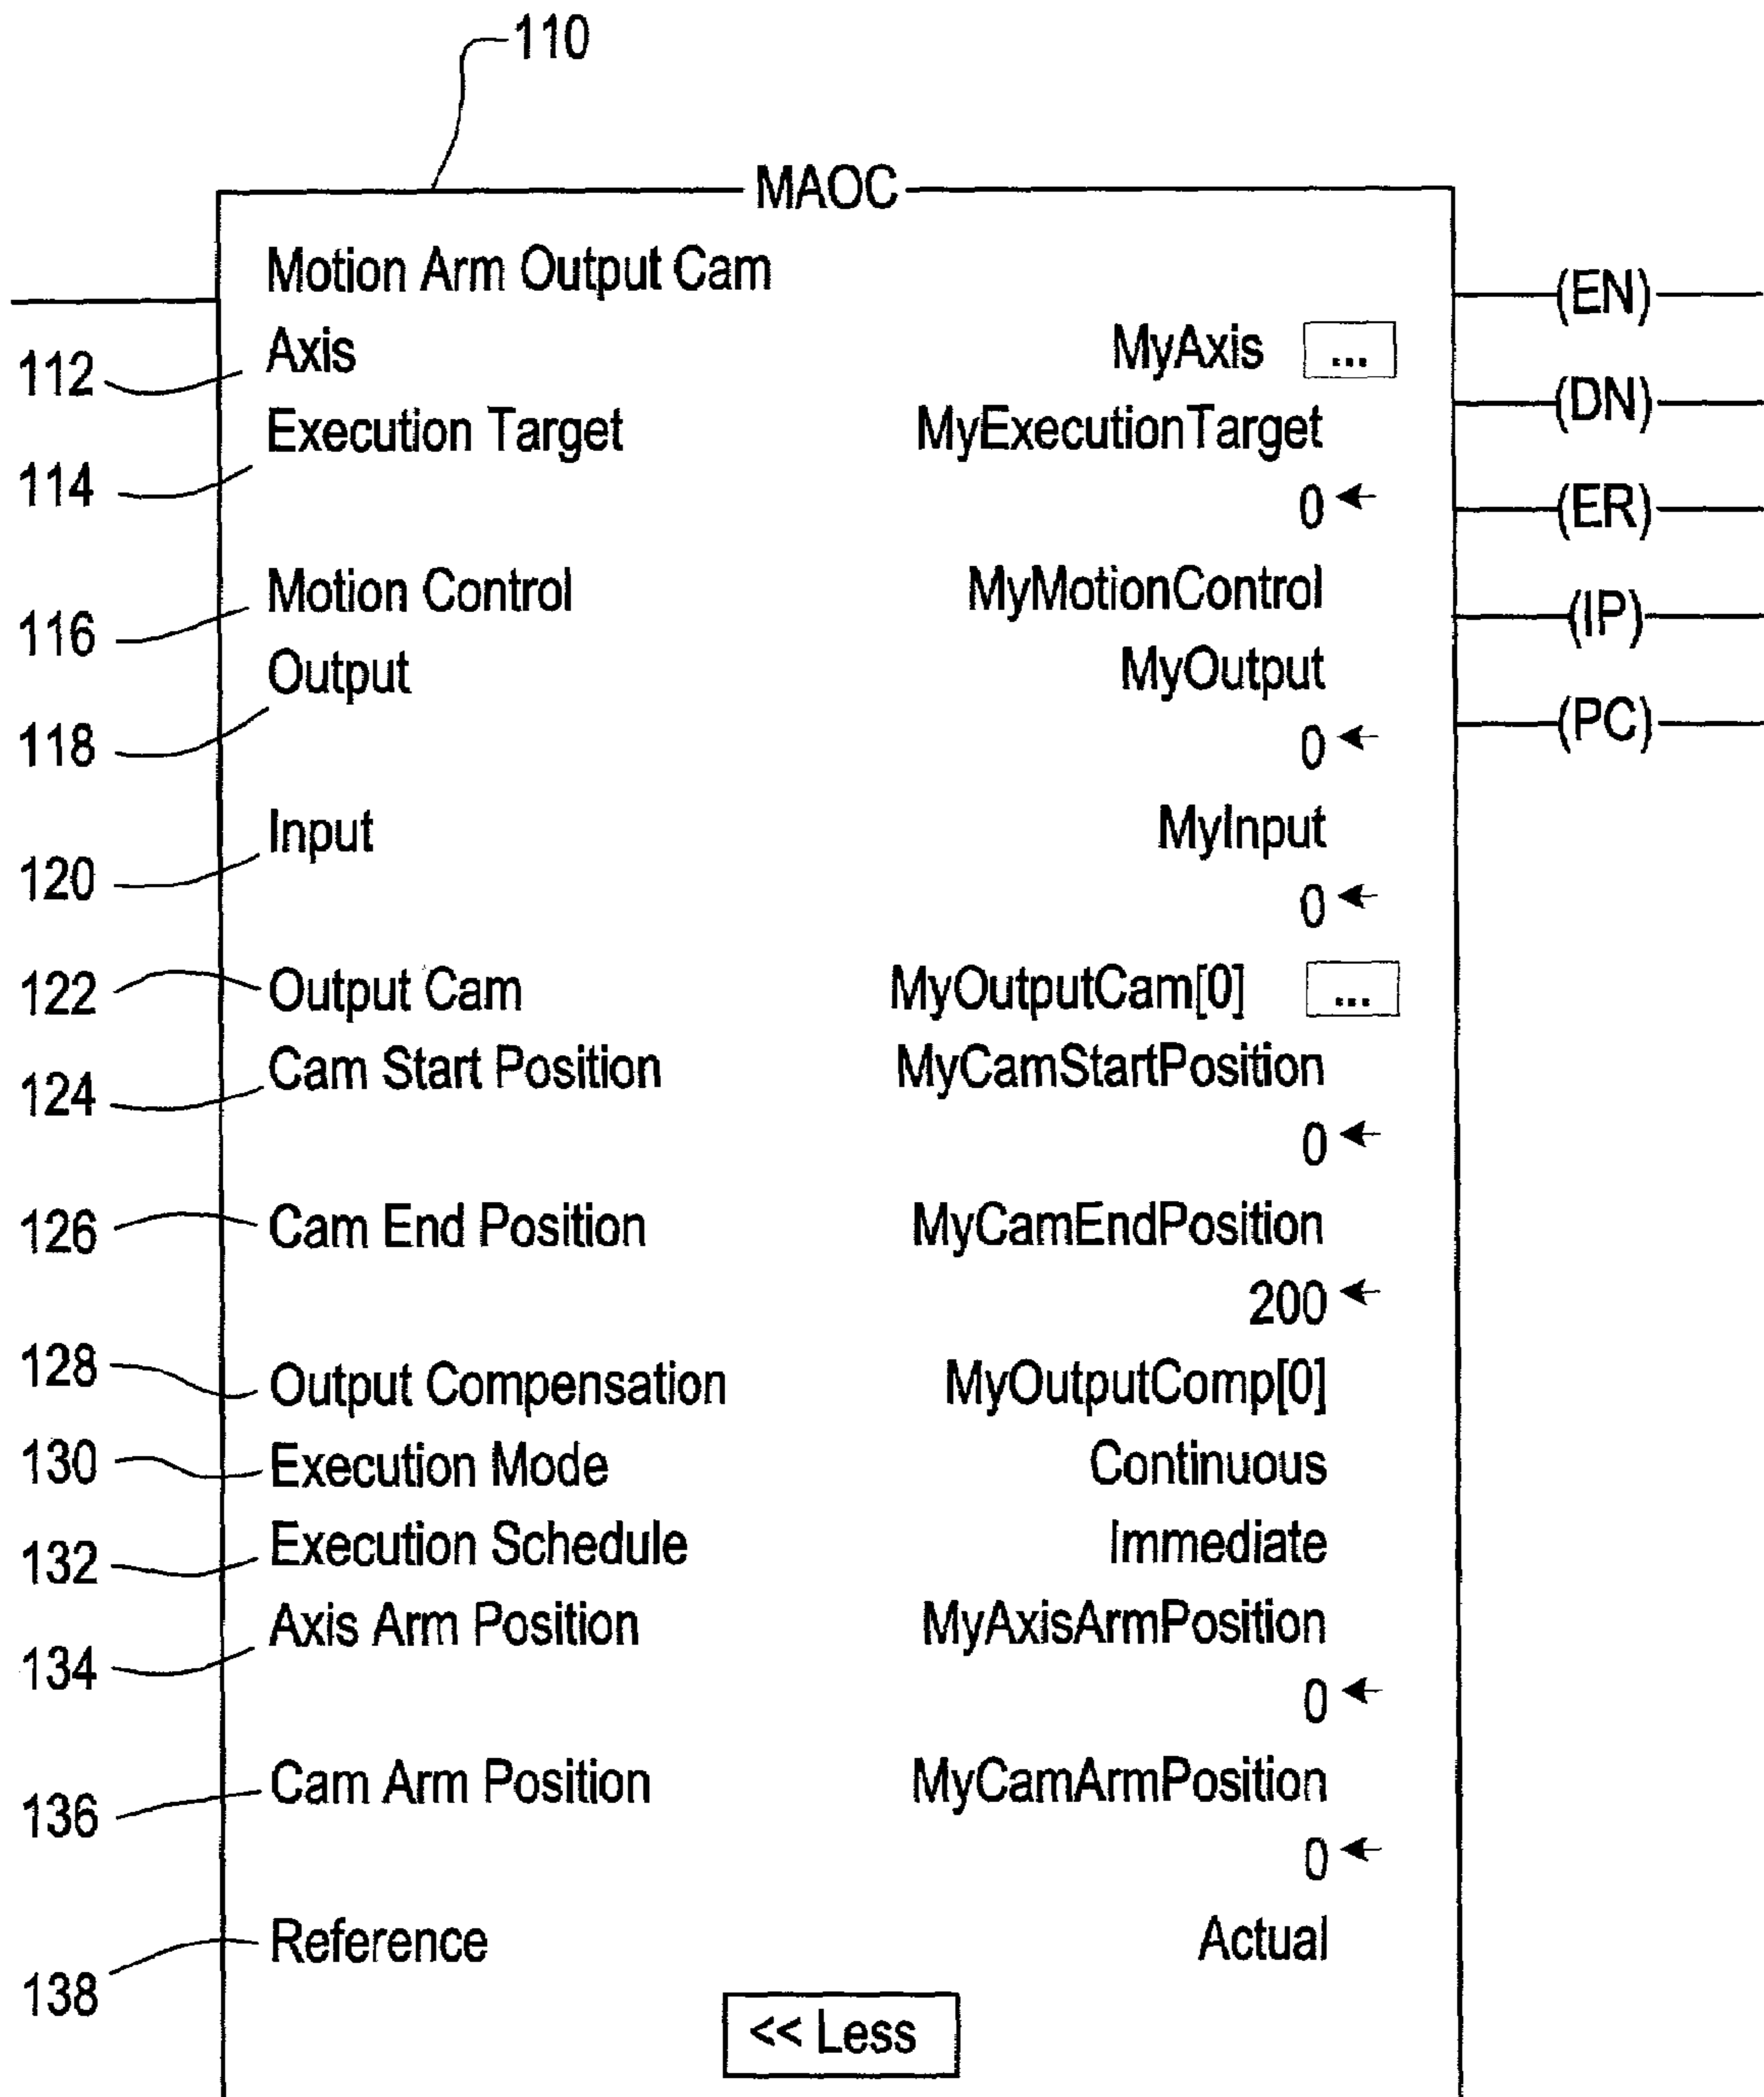 110
MAOC
Motion Arm Output Cam
(EN)
112 Axis MyAxis ...
(DN)
114 Execution Target MyExecutionTarget
0
(ER)
116 Motion Control MyMotionControl
(IP)
118 Output MyOutput
0
(PC)
120 Input MyInput
0
122 Output Cam MyOutputCam[0] ...
124 Cam Start Position MyCamStartPosition
0
126 Cam End Position MyCamEndPosition
200
128 Output Compensation MyOutputComp[0]
130 Execution Mode Continuous
132 Execution Schedule Immediate
134 Axis Arm Position MyAxisArmPosition
0
136 Cam Arm Position MyCamArmPosition
0
138 Reference Actual
<< Less